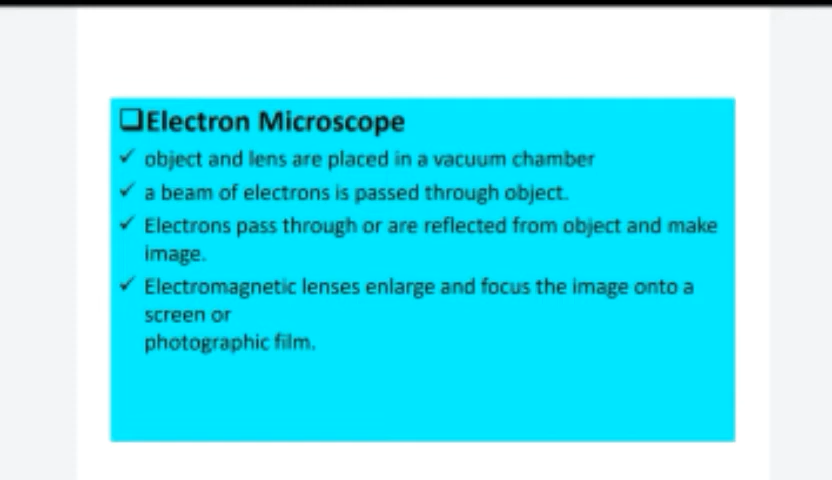 ❑Electron Microscope
✓ object and lens are placed in a vacuum chamber
✓ a beam of electrons is passed through object.
✓ Electrons pass through or are reflected from object and make
image.
✓ Electromagnetic lenses enlarge and focus the image onto a
screen or
photographic film.